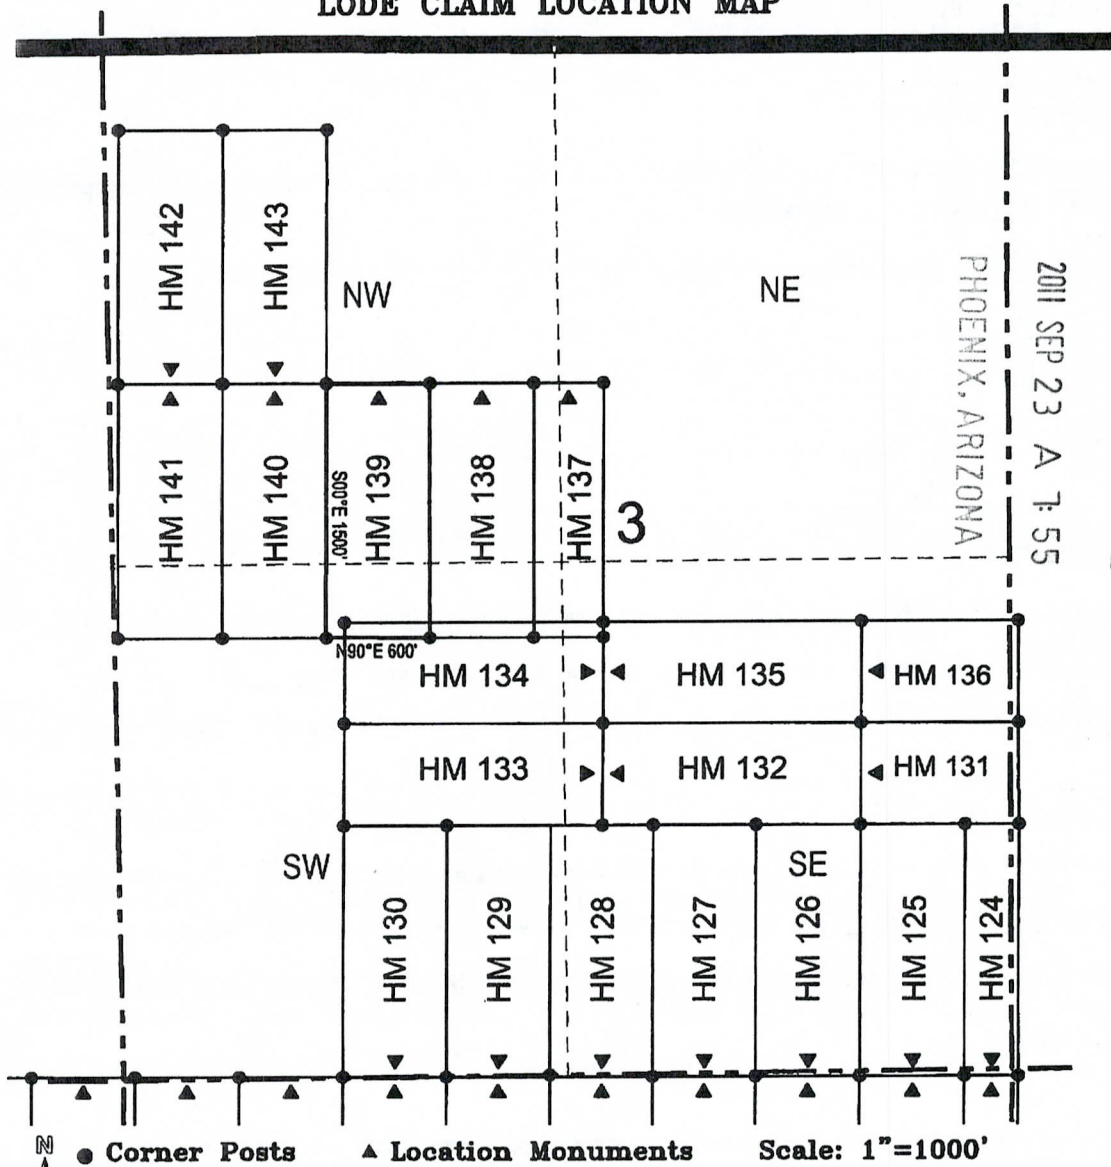 LODE CLAIM LOCATION MAP
HM 142
HM 143
NW
NE
2011 SEP 23 A 7:55
PHOENIX, ARIZONA
HM 141
HM 140
S00°E 1500'
HM 139
HM 138
HM 137
3
N90°E 600'
HM 134
HM 135
HM 136
HM 133
HM 132
HM 131
SW
SE
HM 130
HM 129
HM 128
HM 127
HM 126
HM 125
HM 124
N
Corner Posts
Location Monuments
Scale: 1"=1000'